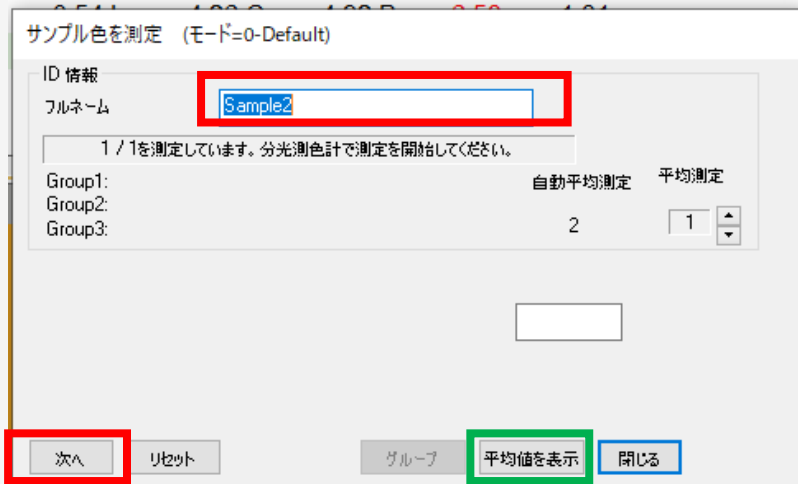 サンプル色を測定 (モード=0-Default)
ID 情報
フルネーム Sample2
1 / 1を測定しています。分光測色計で測定を開始してください。
Group1:
Group2:
Group3:
自動平均測定 平均測定
2 1
次へ リセット グループ 平均値を表示 閉じる